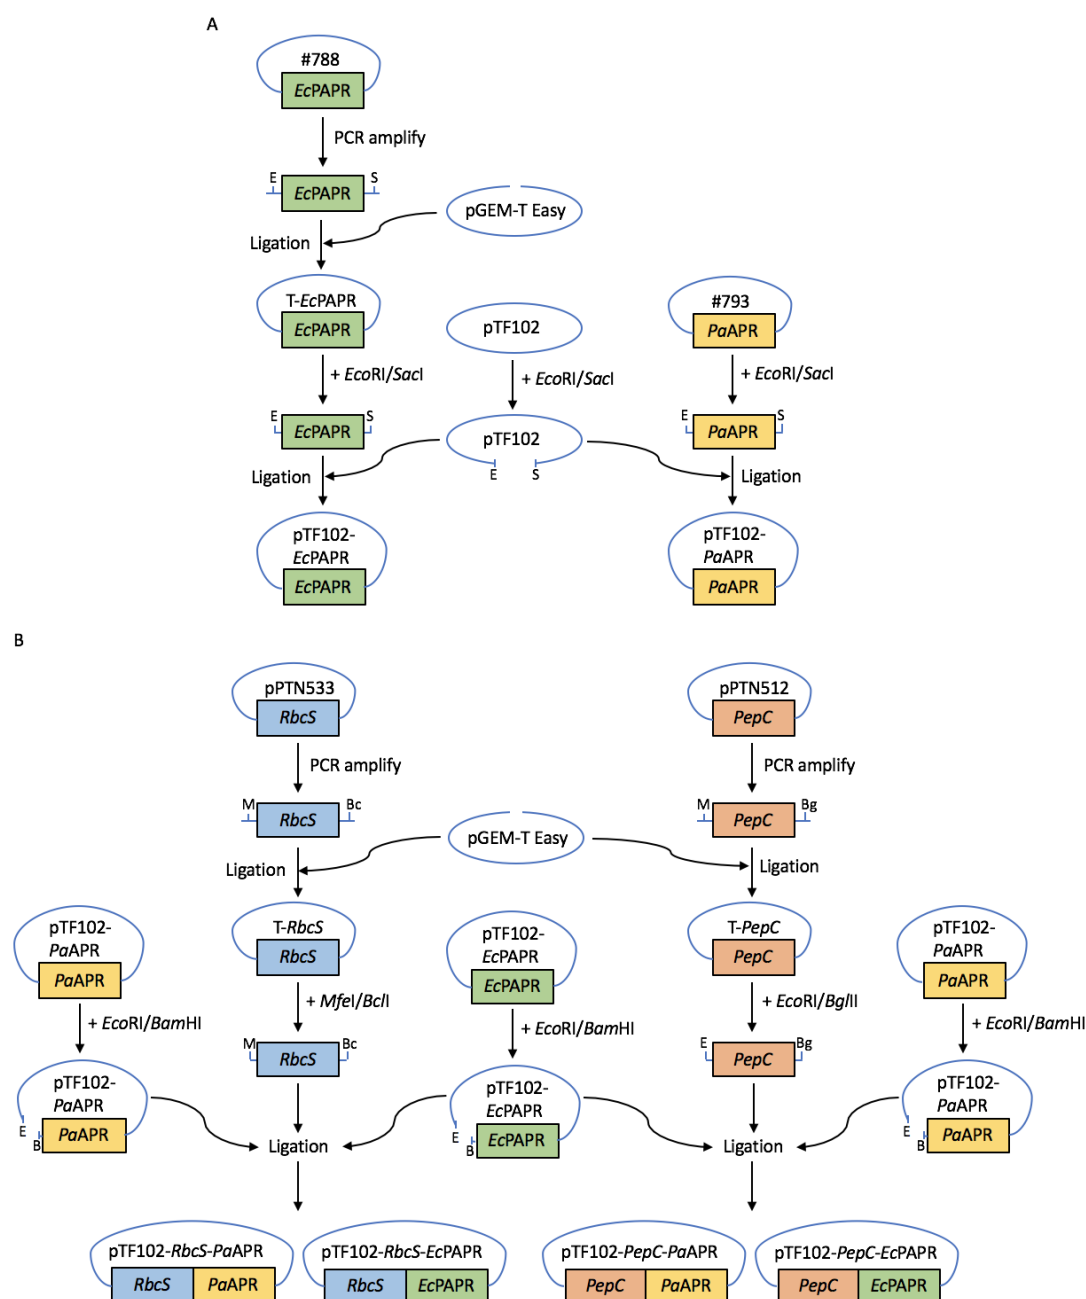 A
#788
EcPAPR
PCR amplify
E
S
EcPAPR
pGEM-T Easy
Ligation
T-EcPAPR
EcPAPR
pTF102
#793
PaAPR
+ EcoRI/SacI
+ EcoRI/SacI
+ EcoRI/SacI
E
S
EcPAPR
pTF102
E
S
E
S
PaAPR
Ligation
Ligation
pTF102-
EcPAPR
EcPAPR
pTF102-
PaAPR
PaAPR
B
pPTN533
RbcS
pPTN512
PepC
PCR amplify
PCR amplify
M
Bc
RbcS
M
Bg
PepC
pGEM-T Easy
Ligation
Ligation
pTF102-
PaAPR
PaAPR
T-RbcS
RbcS
pTF102-
EcPAPR
EcPAPR
T-PepC
PepC
pTF102-
PaAPR
PaAPR
+ EcoRI/BamHI
+ MfeI/BclI
+ EcoRI/BamHI
+ EcoRI/BglII
+ EcoRI/BamHI
pTF102-
PaAPR
E
B
PaAPR
M
Bc
RbcS
pTF102-
EcPAPR
E
B
EcPAPR
E
Bg
PepC
pTF102-
PaAPR
E
B
PaAPR
Ligation
Ligation
pTF102-RbcS-PaAPR
RbcS
PaAPR
pTF102-RbcS-EcPAPR
RbcS
EcPAPR
pTF102-PepC-PaAPR
PepC
PaAPR
pTF102-PepC-EcPAPR
PepC
EcPAPR